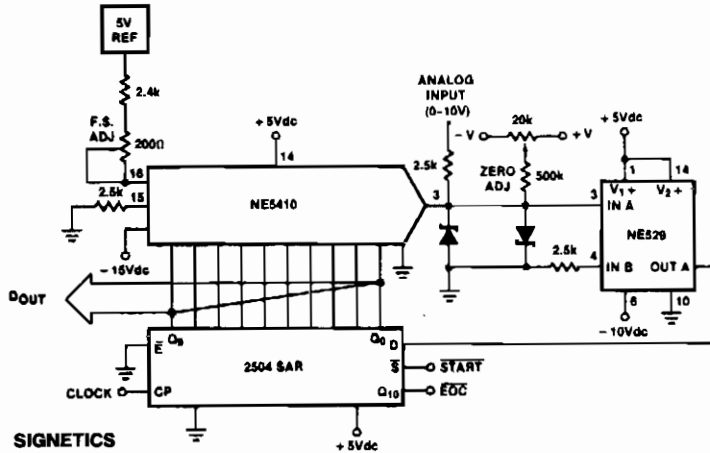 5V
REF
2.4k
F.S.
ADJ
200Ω
16
2.5k
15
-15Vdc
+5Vdc
14
NE5410
3
ANALOG
INPUT
(0-10V)
2.5k
20k
-V
+V
ZERO
ADJ
500k
2.5k
+5Vdc
1
14
V1+
V2+
3
IN A
NE529
4
IN B
OUT A
6
10
-10Vdc
DOUT
E
Q9
Q0
D
2504 SAR
S
START
CLOCK
CP
Q10
EOC
+5Vdc
SIGNETICS